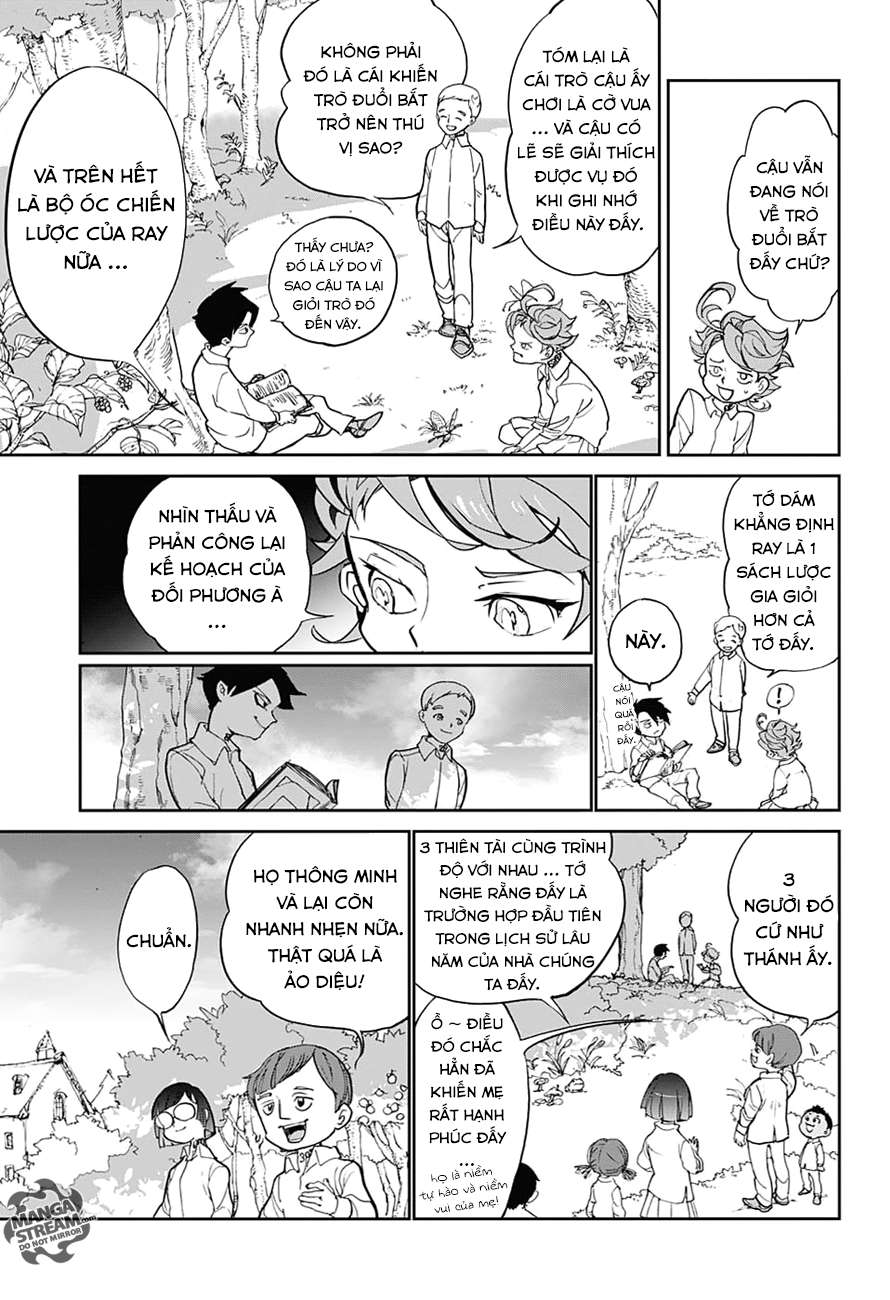 CẬU VẪN
ĐANG NÓI
VỀ TRÒ
ĐUỔI BẮT
ĐẤY CHỨ?
TÓM LẠI LÀ
CÁI TRÒ CẬU ẤY
CHƠI LÀ CỜ VUA
... VÀ CẬU CÓ
LẼ SẼ GIẢI THÍCH
ĐƯỢC VỤ ĐÓ
KHI GHI NHỚ
ĐIỀU NÀY ĐẤY.
KHÔNG PHẢI
ĐÓ LÀ CÁI KHIẾN
TRÒ ĐUỔI BẮT
TRỞ NÊN THÚ
VỊ SAO?
THẤY CHƯA?
ĐÓ LÀ LÝ DO VÌ
SAO CẬU TA LẠI
GIỎI TRÒ ĐÓ
ĐẾN VẬY.
VÀ TRÊN HẾT
LÀ BỘ ÓC CHIẾN
LƯỢC CỦA RAY
NỮA ...
TỚ DÁM
KHẲNG ĐỊNH
RAY LÀ 1
SÁCH LƯỢC
GIA GIỎI
HƠN CẢ
TỚ ĐẤY.
!
NÀY.
CẬU
NÓI
QUÁ
RỒI
ĐẤY.
NHÌN THẤU VÀ
PHẢN CÔNG LẠI
KẾ HOẠCH CỦA
ĐỐI PHƯƠNG À
...
3
NGƯỜI ĐÓ
CỨ NHƯ
THÁNH ẤY.
3 THIÊN TÀI CÙNG TRÌNH
ĐỘ VỚI NHAU ... TỚ
NGHE RẰNG ĐẤY LÀ
TRƯỜNG HỢP ĐẦU TIÊN
TRONG LỊCH SỬ LÂU
NĂM CỦA NHÀ CHÚNG
TA ĐẤY.
Ồ ~ ĐIỀU
ĐÓ CHẮC
HẲN ĐÃ
KHIẾN MẸ
RẤT HẠNH
PHÚC ĐẤY
...
họ là niềm
tự hào và niềm
vui của mẹ!
HỌ THÔNG MINH
VÀ LẠI CÒN
NHANH NHẸN NỮA.
THẬT QUÁ LÀ
ẢO DIỆU!
CHUẨN.
MANGA
STREAM.com
DO NOT MIRROR!